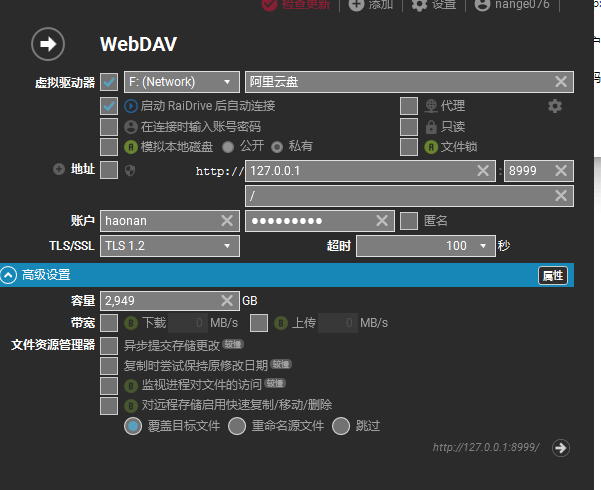 检查更新 添加 设置 nange076
WebDAV
虚拟驱动器 F: (Network) 阿里云盘
启动 RaiDrive 后自动连接 代理
在连接时输入账号密码 只读
模拟本地磁盘 公开 私有 文件锁
地址 http:// 127.0.0.1 : 8999
/
账户 haonan ●●●●●●●●● 匿名
TLS/SSL TLS 1.2 超时 100 秒
高级设置 属性
容量 2,949 GB
带宽 下载 0 MB/s 上传 0 MB/s
文件资源管理器 异步提交存储更改 较慢
复制时尝试保持原修改日期 较慢
监视进程对文件的访问 较慢
对远程存储启用快速复制/移动/删除
覆盖目标文件 重命名源文件 跳过
http://127.0.0.1:8999/